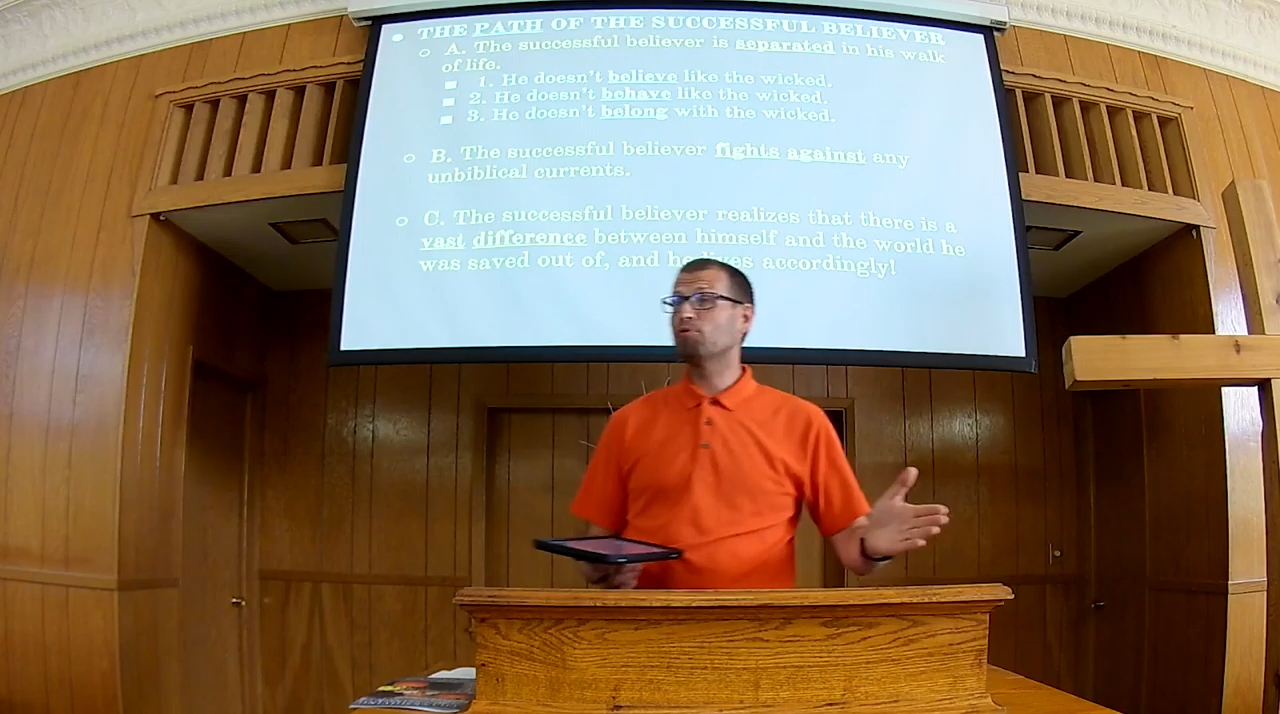 THE PATH OF THE SUCCESSFUL BELIEVER
A. The successful believer is separated in his walk
of life.
1. He doesn't believe like the wicked.
2. He doesn't behave like the wicked.
3. He doesn't belong with the wicked.
B. The successful believer fights against any
unbiblical currents.
C. The successful believer realizes that there is a
vast difference between himself and the world he
was saved out of, and he lives accordingly!